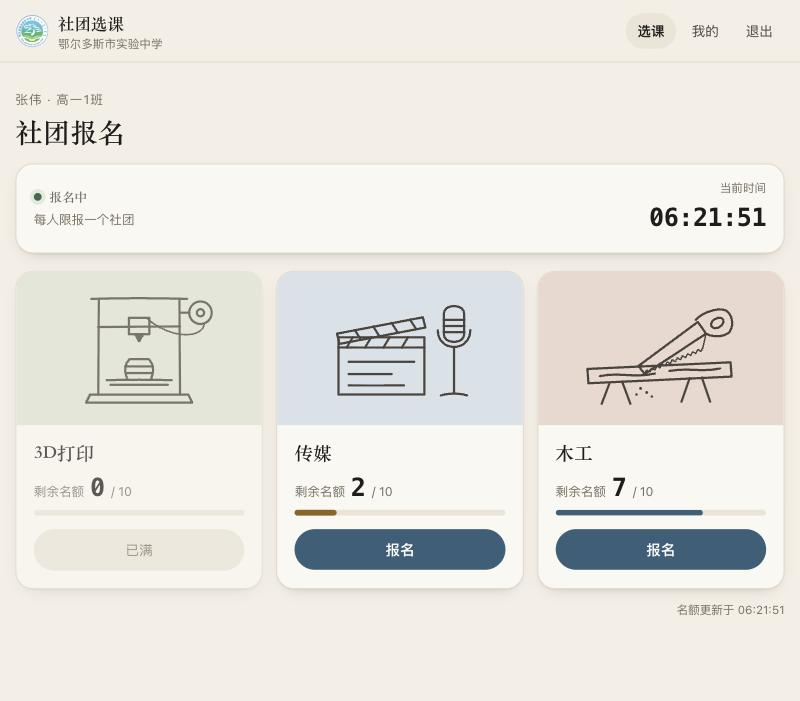 社团选课
鄂尔多斯市实验中学
选课 我的 退出
张伟 · 高一1班
社团报名
报名中
每人限报一个社团
当前时间
06:21:51
3D打印
剩余名额 0 / 10
已满
传媒
剩余名额 2 / 10
报名
木工
剩余名额 7 / 10
报名
名额更新于 06:21:51